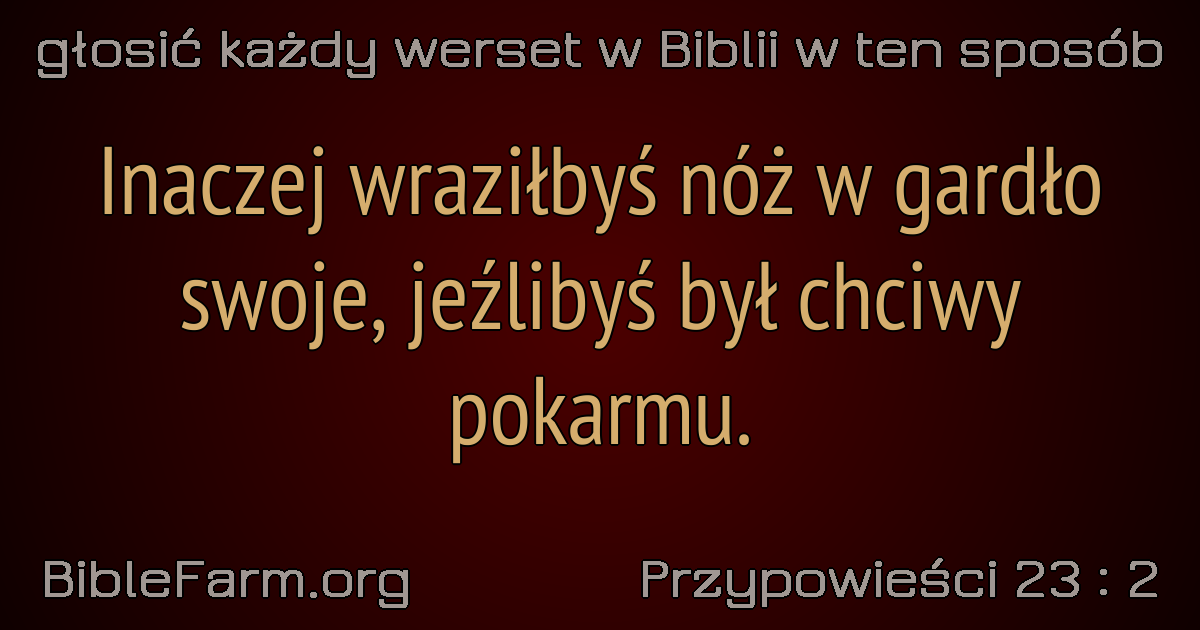 głosić każdy werset w Biblii w ten sposób
Inaczej wraziłbyś nóż w gardło
swoje, jeźlibyś był chciwy
pokarmu.
BibleFarm.org
Przypowieści 23 : 2